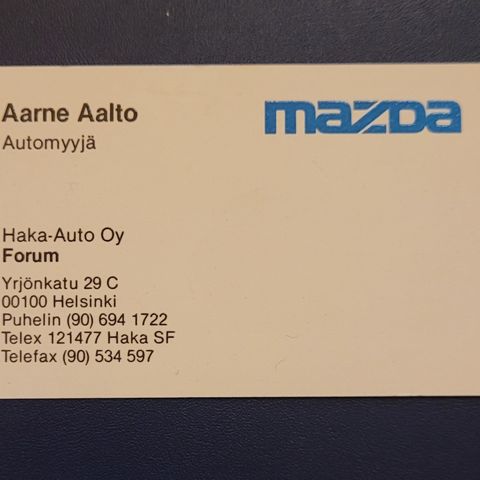 Aarne Aalto
Automyyjä
mazda
Haka-Auto Oy
Forum
Yrjönkatu 29 C
00100 Helsinki
Puhelin (90) 694 1722
Telex 121477 Haka SF
Telefax (90) 534 597